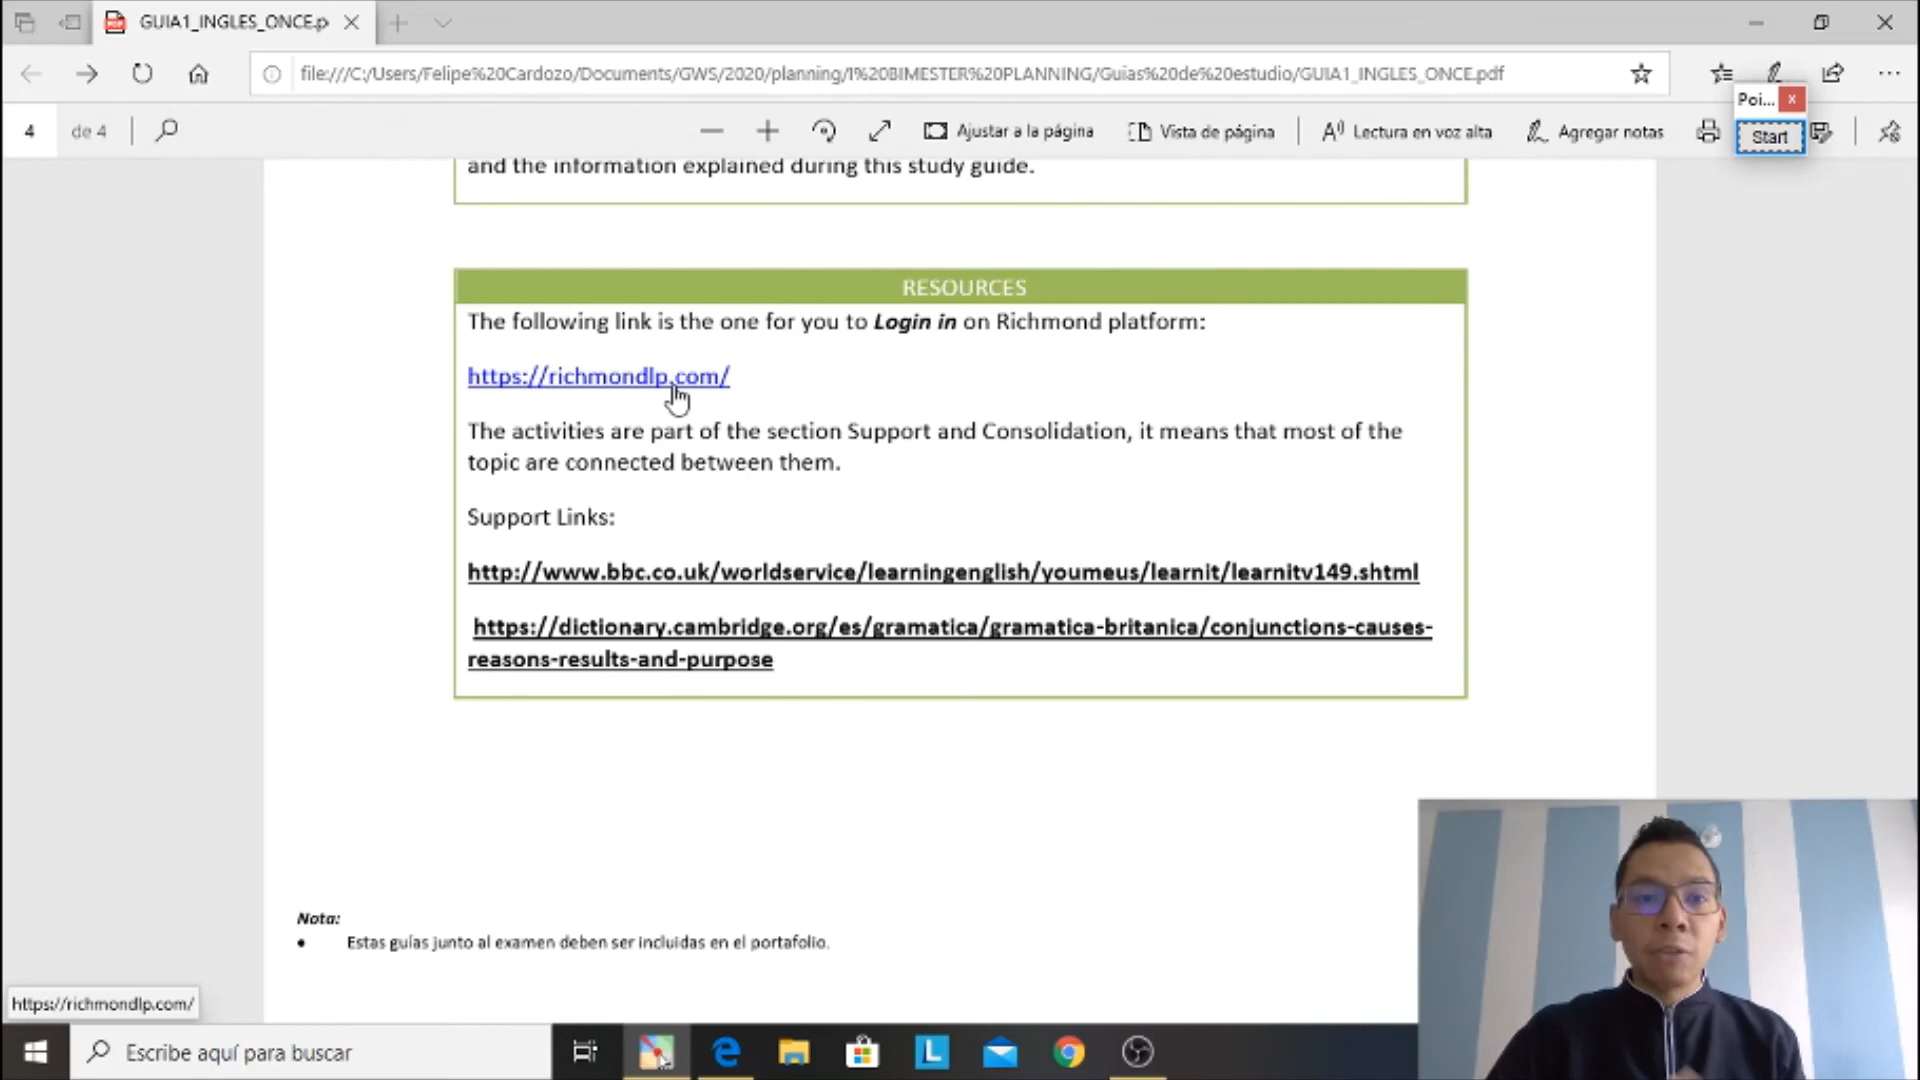 GUIA1_INGLES_ONCE.p
file:///C:/Users/Felipe%20Cardozo/Documents/GWS/2020/planning/I%20BIMESTER%20PLANNING/Guias%20de%20estudio/GUIA1_INGLES_ONCE.pdf
Poi...
4 de 4
Ajustar a la página
Vista de página
Lectura en voz alta
Agregar notas
Start
and the information explained during this study guide.
RESOURCES
The following link is the one for you to Login in on Richmond platform:
https://richmondlp.com/
The activities are part of the section Support and Consolidation, it means that most of the
topic are connected between them.
Support Links:
http://www.bbc.co.uk/worldservice/learningenglish/youmeus/learnit/learnitv149.shtml
https://dictionary.cambridge.org/es/gramatica/gramatica-britanica/conjunctions-causes-
reasons-results-and-purpose
Nota:
• Estas guías junto al examen deben ser incluidas en el portafolio.
https://richmondlp.com/
Escribe aquí para buscar